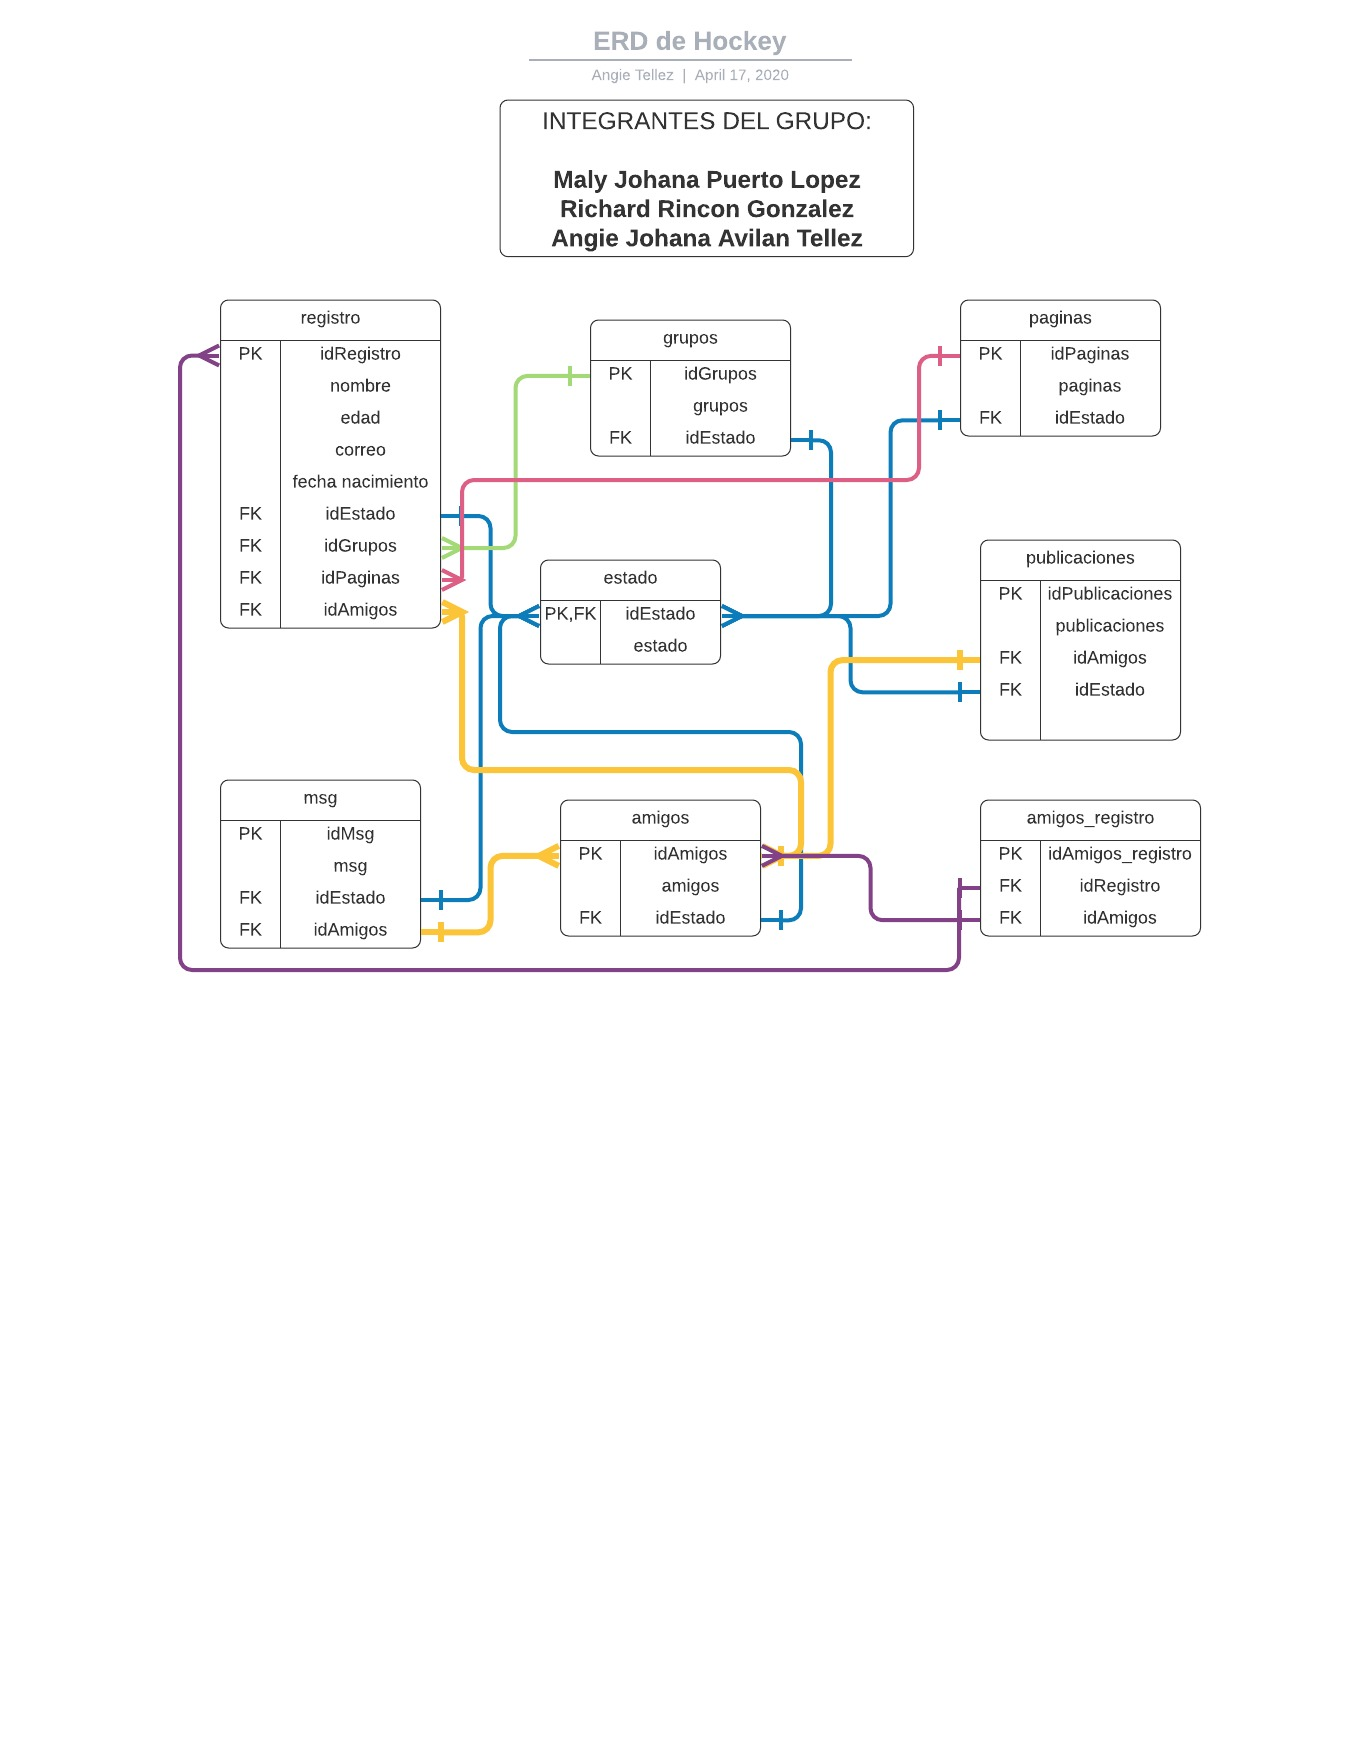 ERD de Hockey
Angie Tellez | April 17, 2020
INTEGRANTES DEL GRUPO:
Maly Johana Puerto Lopez
Richard Rincon Gonzalez
Angie Johana Avilan Tellez
registro
PK idRegistro
nombre
edad
correo
fecha nacimiento
FK idEstado
FK idGrupos
FK idPaginas
FK idAmigos
grupos
PK idGrupos
grupos
FK idEstado
paginas
PK idPaginas
paginas
FK idEstado
estado
PK,FK idEstado
estado
publicaciones
PK idPublicaciones
publicaciones
FK idAmigos
FK idEstado
msg
PK idMsg
msg
FK idEstado
FK idAmigos
amigos
PK idAmigos
amigos
FK idEstado
amigos_registro
PK idAmigos_registro
FK idRegistro
FK idAmigos